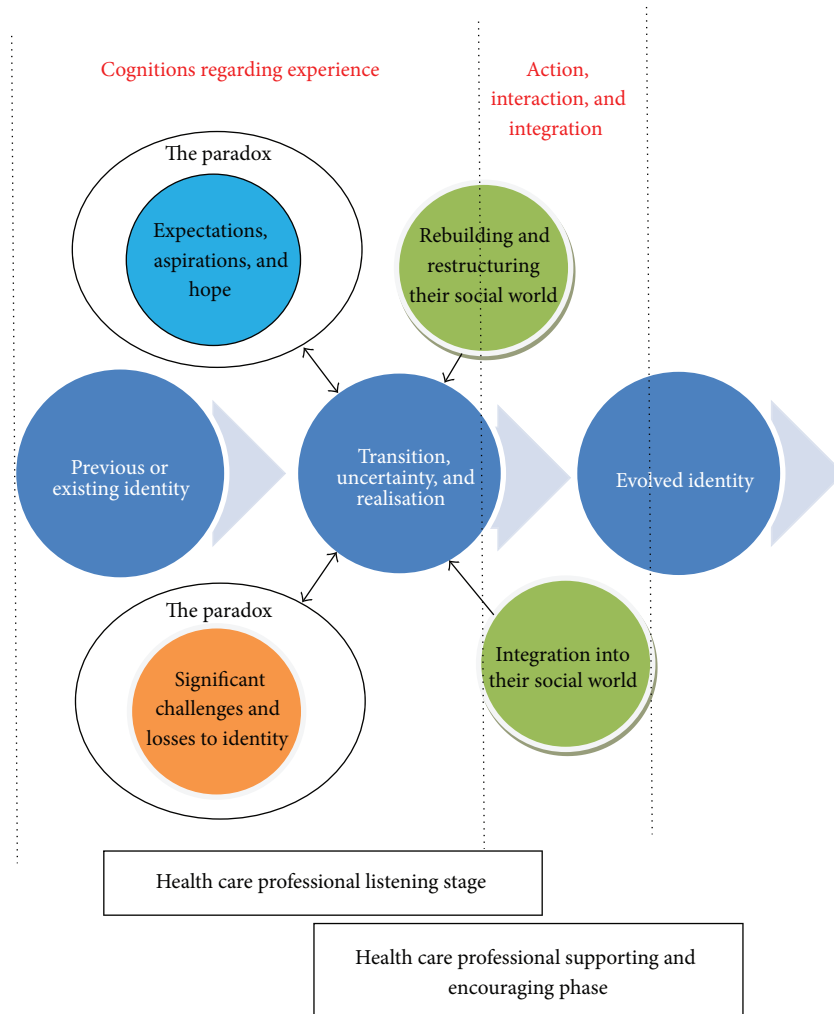 Cognitions regarding experience
Action,
interaction, and
integration
The paradox
Expectations,
aspirations, and
hope
Rebuilding and
restructuring
their social world
Previous or
existing identity
Transition,
uncertainty, and
realisation
Evolved identity
The paradox
Significant
challenges and
losses to identity
Integration into
their social world
Health care professional listening stage
Health care professional supporting and
encouraging phase